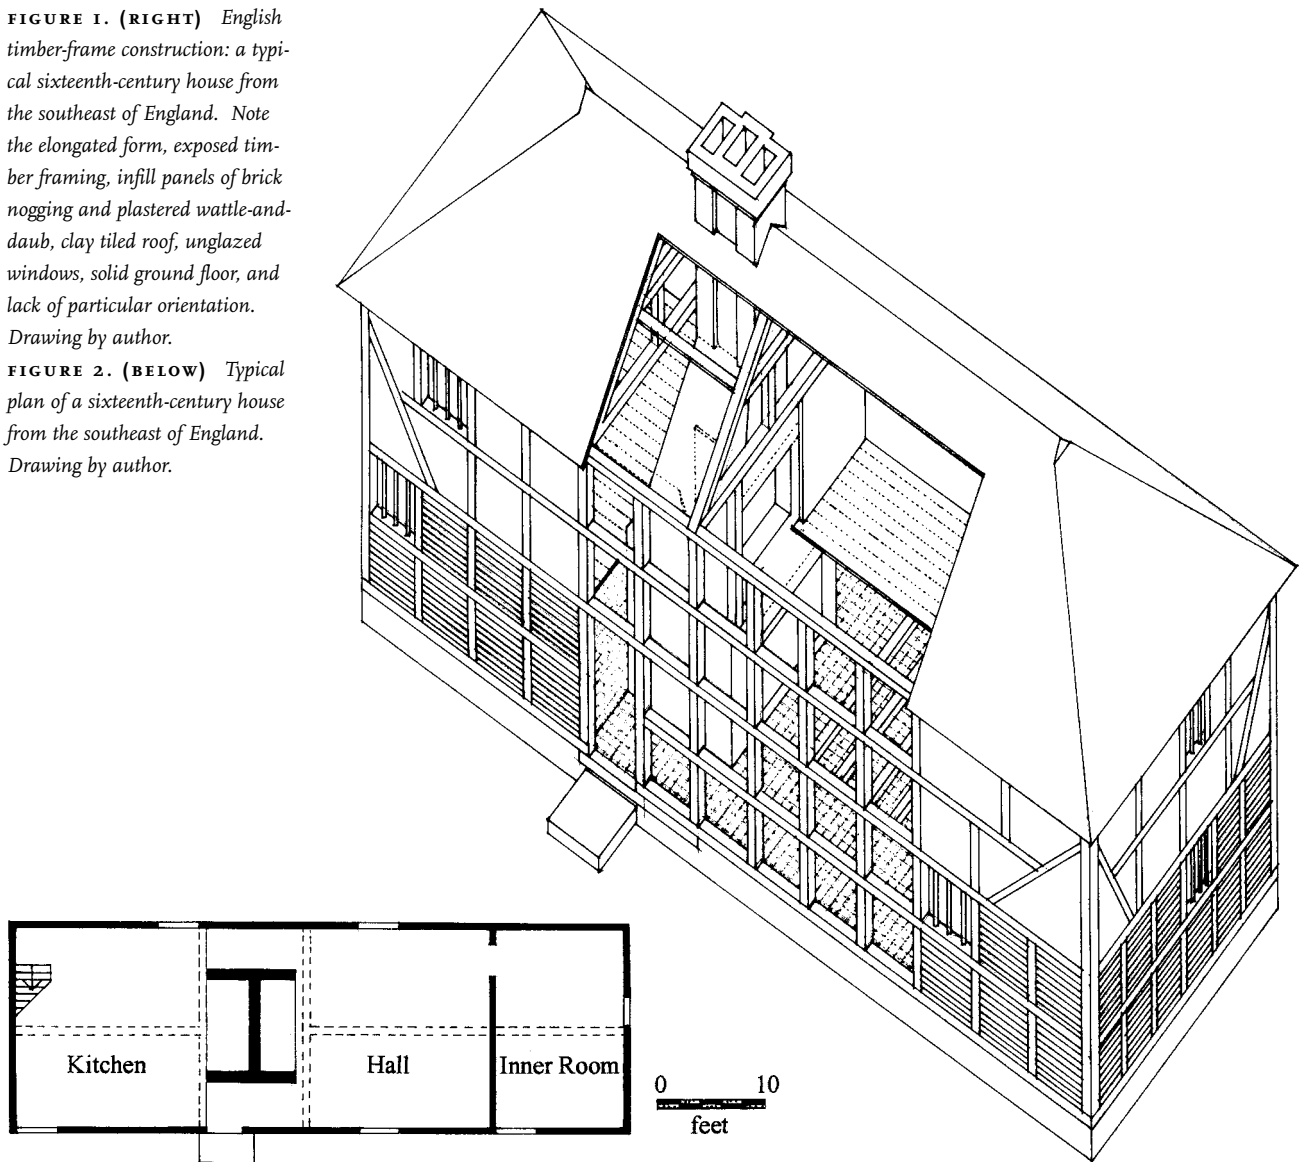 FIGURE 1. (RIGHT) English
timber-frame construction: a typi-
cal sixteenth-century house from
the southeast of England. Note
the elongated form, exposed tim-
ber framing, infill panels of brick
nogging and plastered wattle-and-
daub, clay tiled roof, unglazed
windows, solid ground floor, and
lack of particular orientation.
Drawing by author.
FIGURE 2. (BELOW) Typical
plan of a sixteenth-century house
from the southeast of England.
Drawing by author.
Kitchen
Hall
Inner Room
0 10
feet